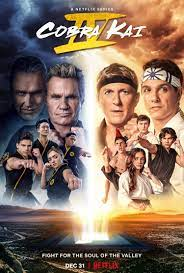 A NETFLIX SERIES
COBRA KAI
IV
FIGHT FOR THE SOUL OF THE VALLEY
DEC 31 | NETFLIX